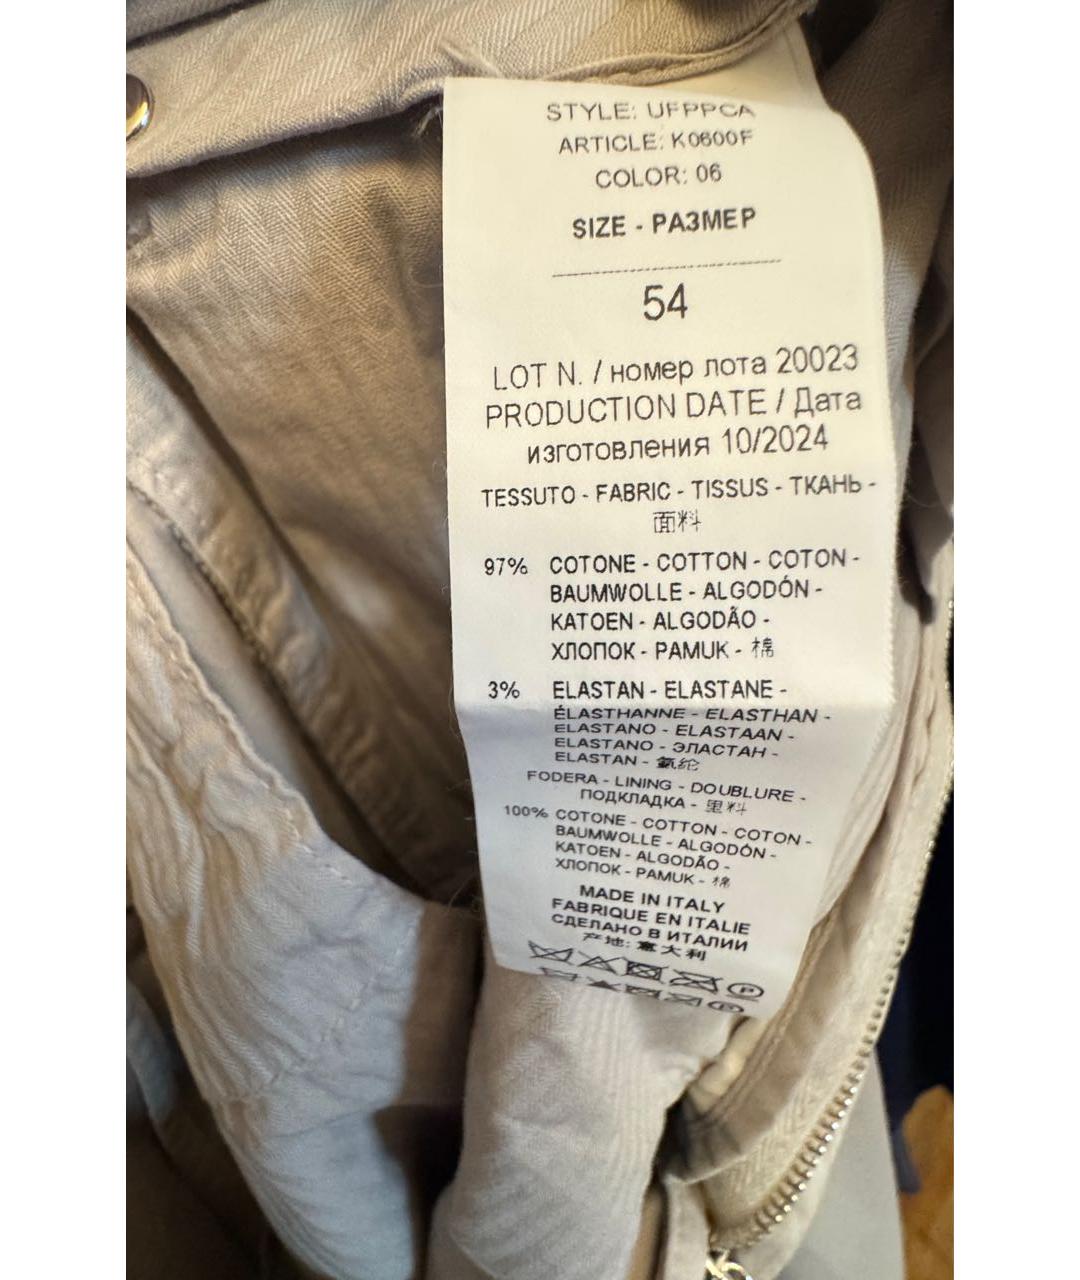 STYLE: UFPPCA
ARTICLE: K0600F
COLOR: 06
SIZE - РАЗМЕР
54
LOT N. / номер лота 20023
PRODUCTION DATE / Дата
изготовления 10/2024
TESSUTO - FABRIC - TISSUS - ТКАНЬ -
面料
97% COTONE - COTTON - COTON -
BAUMWOLLE - ALGODÓN -
KATOEN - ALGODÃO -
ХЛОПОК - PAMUK - 棉
3% ELASTAN - ELASTANE -
ÉLASTHANNE - ELASTHAN -
ELASTANO - ELASTAAN -
ELASTANO - ЭЛАСТАН -
ELASTAN - 氨纶
FODERA - LINING - DOUBLURE -
ПОДКЛАДКА - 里料
100% COTONE - COTTON - COTON -
BAUMWOLLE - ALGODÓN -
KATOEN - ALGODÃO -
ХЛОПОК - PAMUK - 棉
MADE IN ITALY
FABRIQUE EN ITALIE
СДЕЛАНО В ИТАЛИИ
产地: 意大利
P